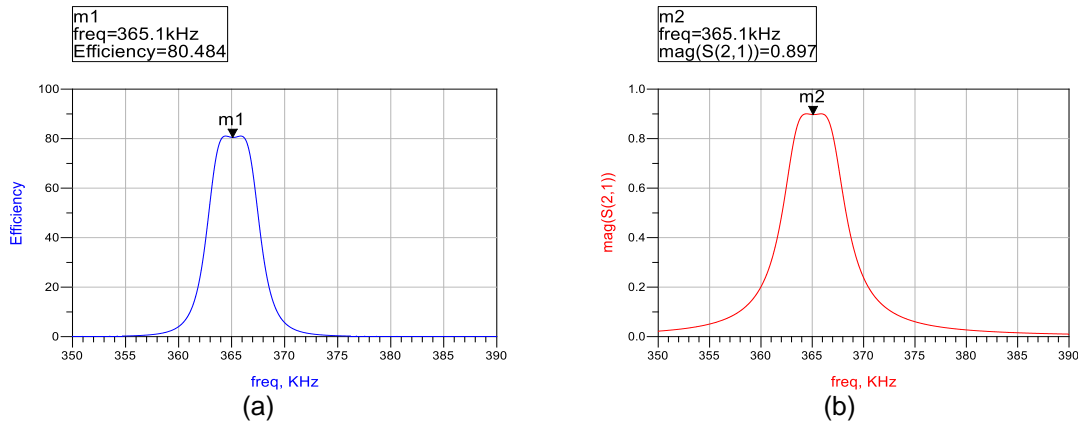 m1
freq=365.1kHz
Efficiency=80.484
m2
freq=365.1kHz
mag(S(2,1))=0.897
100
80
60
40
20
0
Efficiency
m1
350 355 360 365 370 375 380 385 390
freq, KHz
(a)
1.0
0.8
0.6
0.4
0.2
0.0
mag(S(2,1))
m2
350 355 360 365 370 375 380 385 390
freq, KHz
(b)